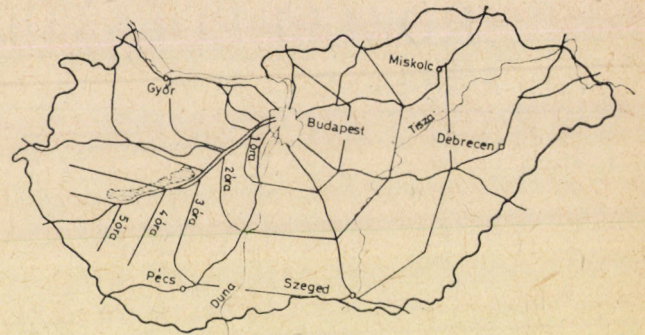 Miskolc
Győr
Tisza
Budapest
Debrecen
1 óra
2 óra
3 óra
4 óra
5 óra
Pécs
Duna
Szeged